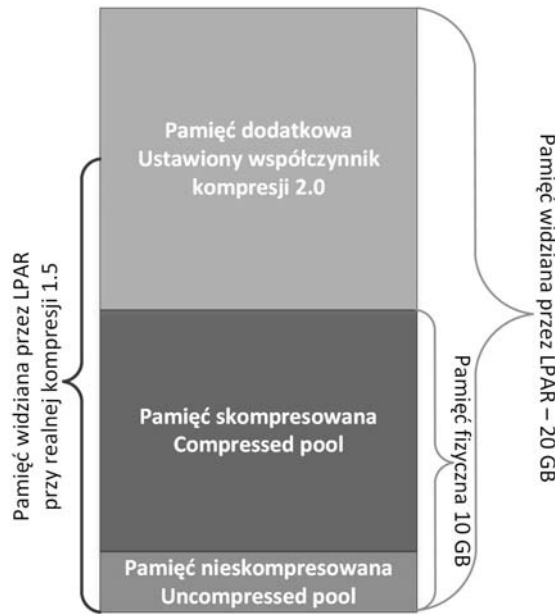 Pamięć dodatkowa
Ustawiony współczynnik
kompresji 2.0
Pamięć skompresowana
Compressed pool
Pamięć nieskompresowana
Uncompressed pool
Pamięć widziana przez LPAR
przy realnej kompresji 1.5
Pamięć fizyczna 10 GB
Pamięć widziana przez LPAR – 20 GB